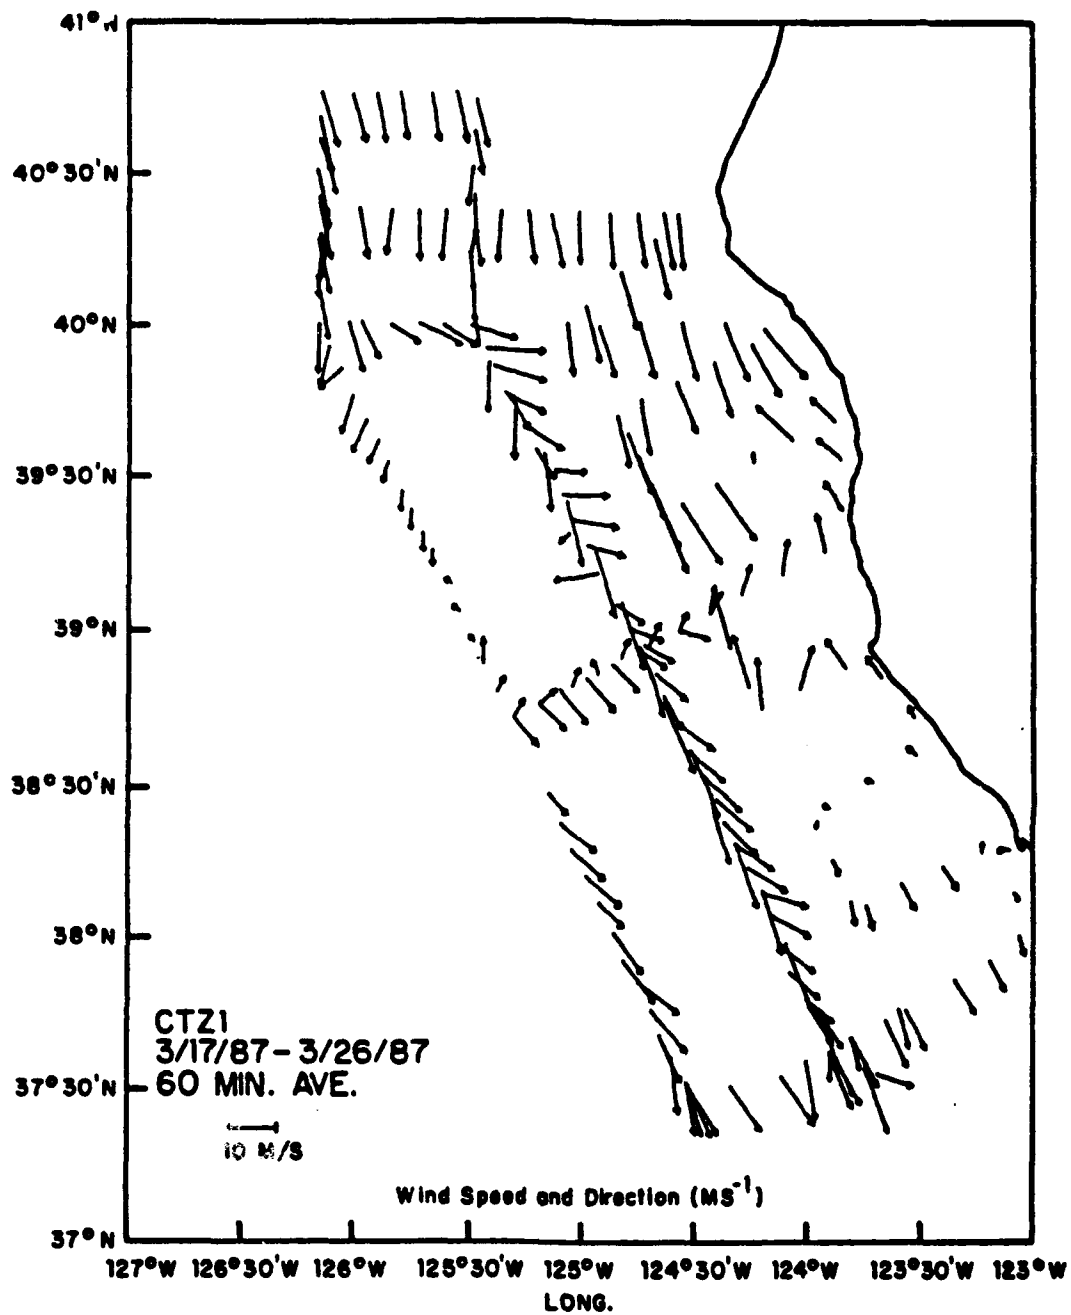 41°N
40°30'N
40°N
39°30'N
39°N
38°30'N
38°N
37°30'N
37°N
CTZ1
3/17/87-3/26/87
60 MIN. AVE.
10 M/S
Wind Speed and Direction (MS⁻¹)
127°W 126°30'W 126°W 125°30'W 125°W 124°30'W 124°W 123°30'W 123°W
LONG.